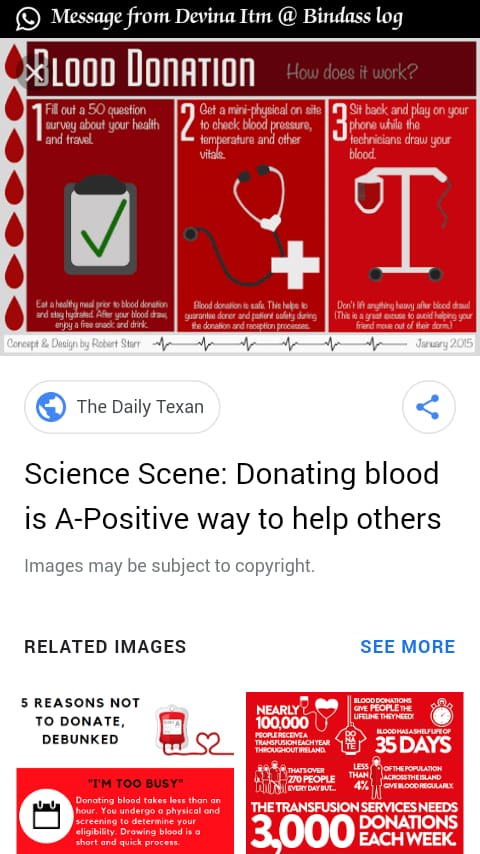 Message from Devina Itm @ Bindass log
BLOOD DONATION How does it work?
1 Fill out a 50 question
survey about your health
and travel.
Eat a healthy meal prior to blood donation
and stay hydrated. After your blood draw,
enjoy a free snack and drink.
2 Get a mini-physical on site
to check blood pressure,
temperature and other
vitals.
Blood donation is safe. This helps to
guarantee donor and patient safety during
the donation and reception processes.
3 Sit back and play on your
phone while the
technicians draw your
blood.
Don't lift anything heavy after blood draw!
(This is a great excuse to avoid helping your
friend move out of their dorm.)
Concept & Design by Robert Starr January 2015
The Daily Texan
Science Scene: Donating blood
is A-Positive way to help others
Images may be subject to copyright.
RELATED IMAGES SEE MORE
5 REASONS NOT
TO DONATE,
DEBUNKED
"I'M TOO BUSY"
Donating blood takes less than an
hour. You undergo a physical and
screening to determine your
eligibility. Drawing blood is a
short and quick process.
NEARLY
100,000
PEOPLE RECEIVE A
TRANSFUSION EACH YEAR
THROUGHOUT IRELAND.
BLOOD DONATIONS
GIVE PEOPLE THE
LIFELINE THEY NEED!
DO
NA
TE
BLOOD HAS A SHELF LIFE OF
35 DAYS
THAT'S OVER
270 PEOPLE
EVERY DAY BUT...
LESS
THAN
4%
OF THE POPULATION
ACROSS THE ISLAND
GIVE BLOOD REGULARLY.
THE TRANSFUSION SERVICES NEEDS
3,000 DONATIONS
EACH WEEK.